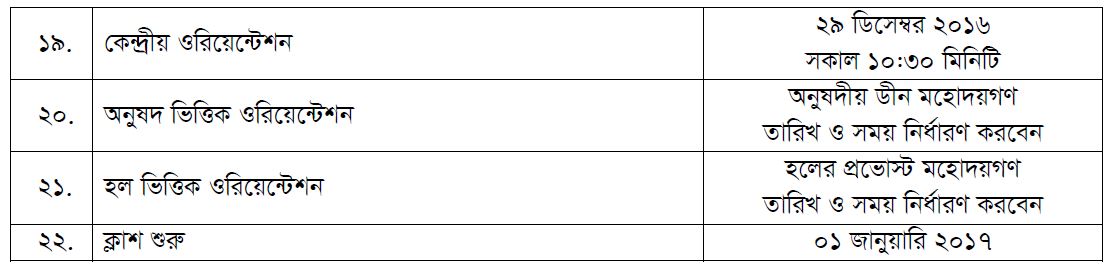 ১৯. কেন্দ্রীয় ওরিয়েন্টেশন ২৯ ডিসেম্বর ২০১৬
সকাল ১০:৩০ মিনিটি
২০. অনুষদ ভিত্তিক ওরিয়েন্টেশন অনুষদীয় ডীন মহোদয়গণ
তারিখ ও সময় নির্ধারণ করবেন
২১. হল ভিত্তিক ওরিয়েন্টেশন হলের প্রভোস্ট মহোদয়গণ
তারিখ ও সময় নির্ধারণ করবেন
২২. ক্লাশ শুরু ০১ জানুয়ারি ২০১৭